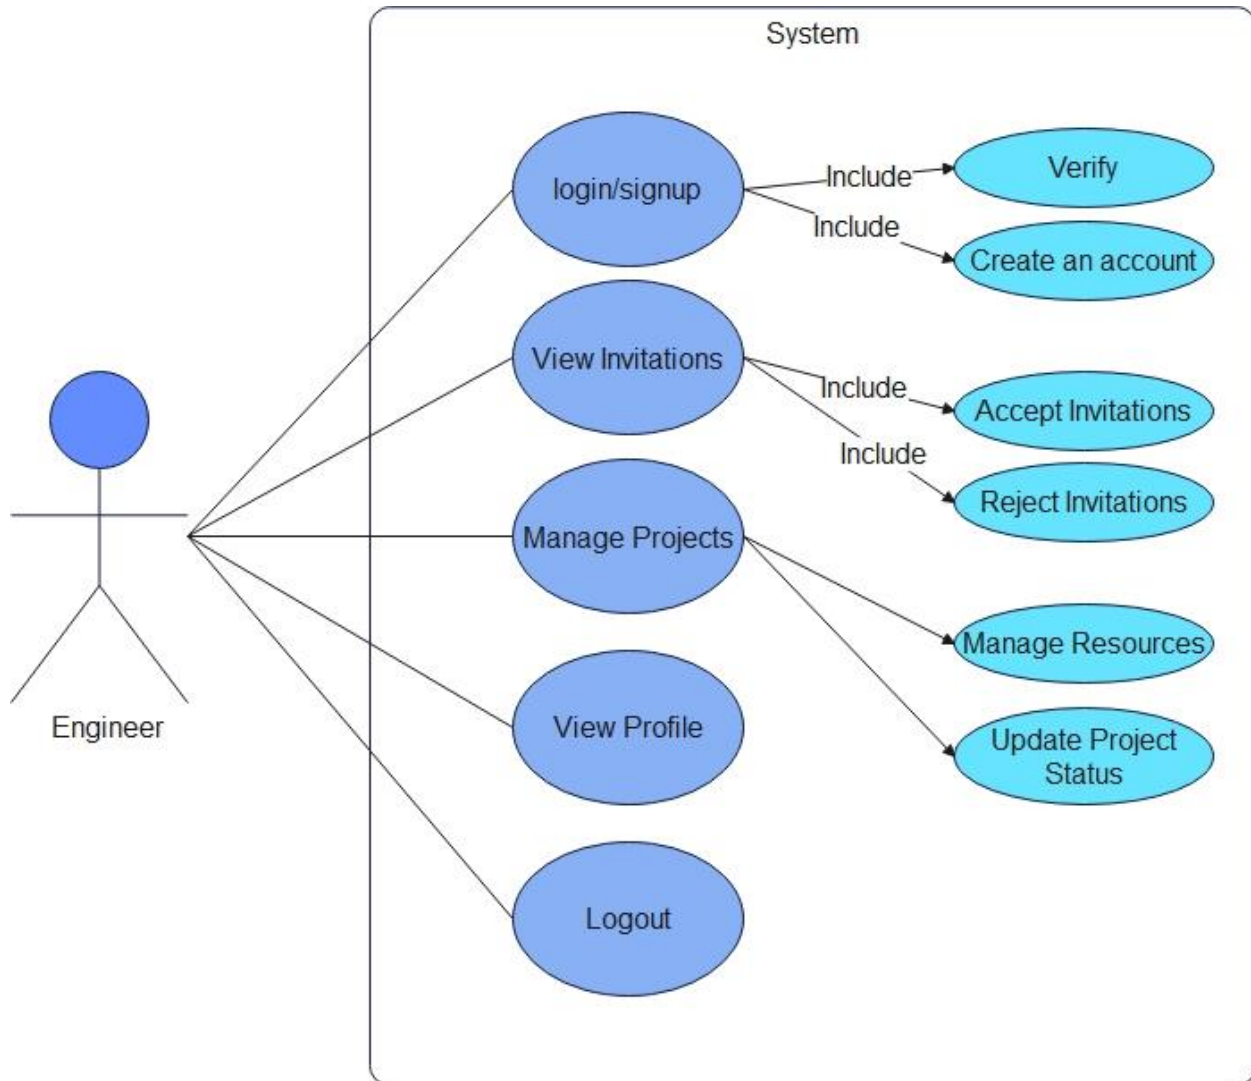 System
login/signup
Include
Verify
Include
Create an account
View Invitations
Include
Accept Invitations
Include
Reject Invitations
Manage Projects
Manage Resources
Engineer
View Profile
Update Project
Status
Logout